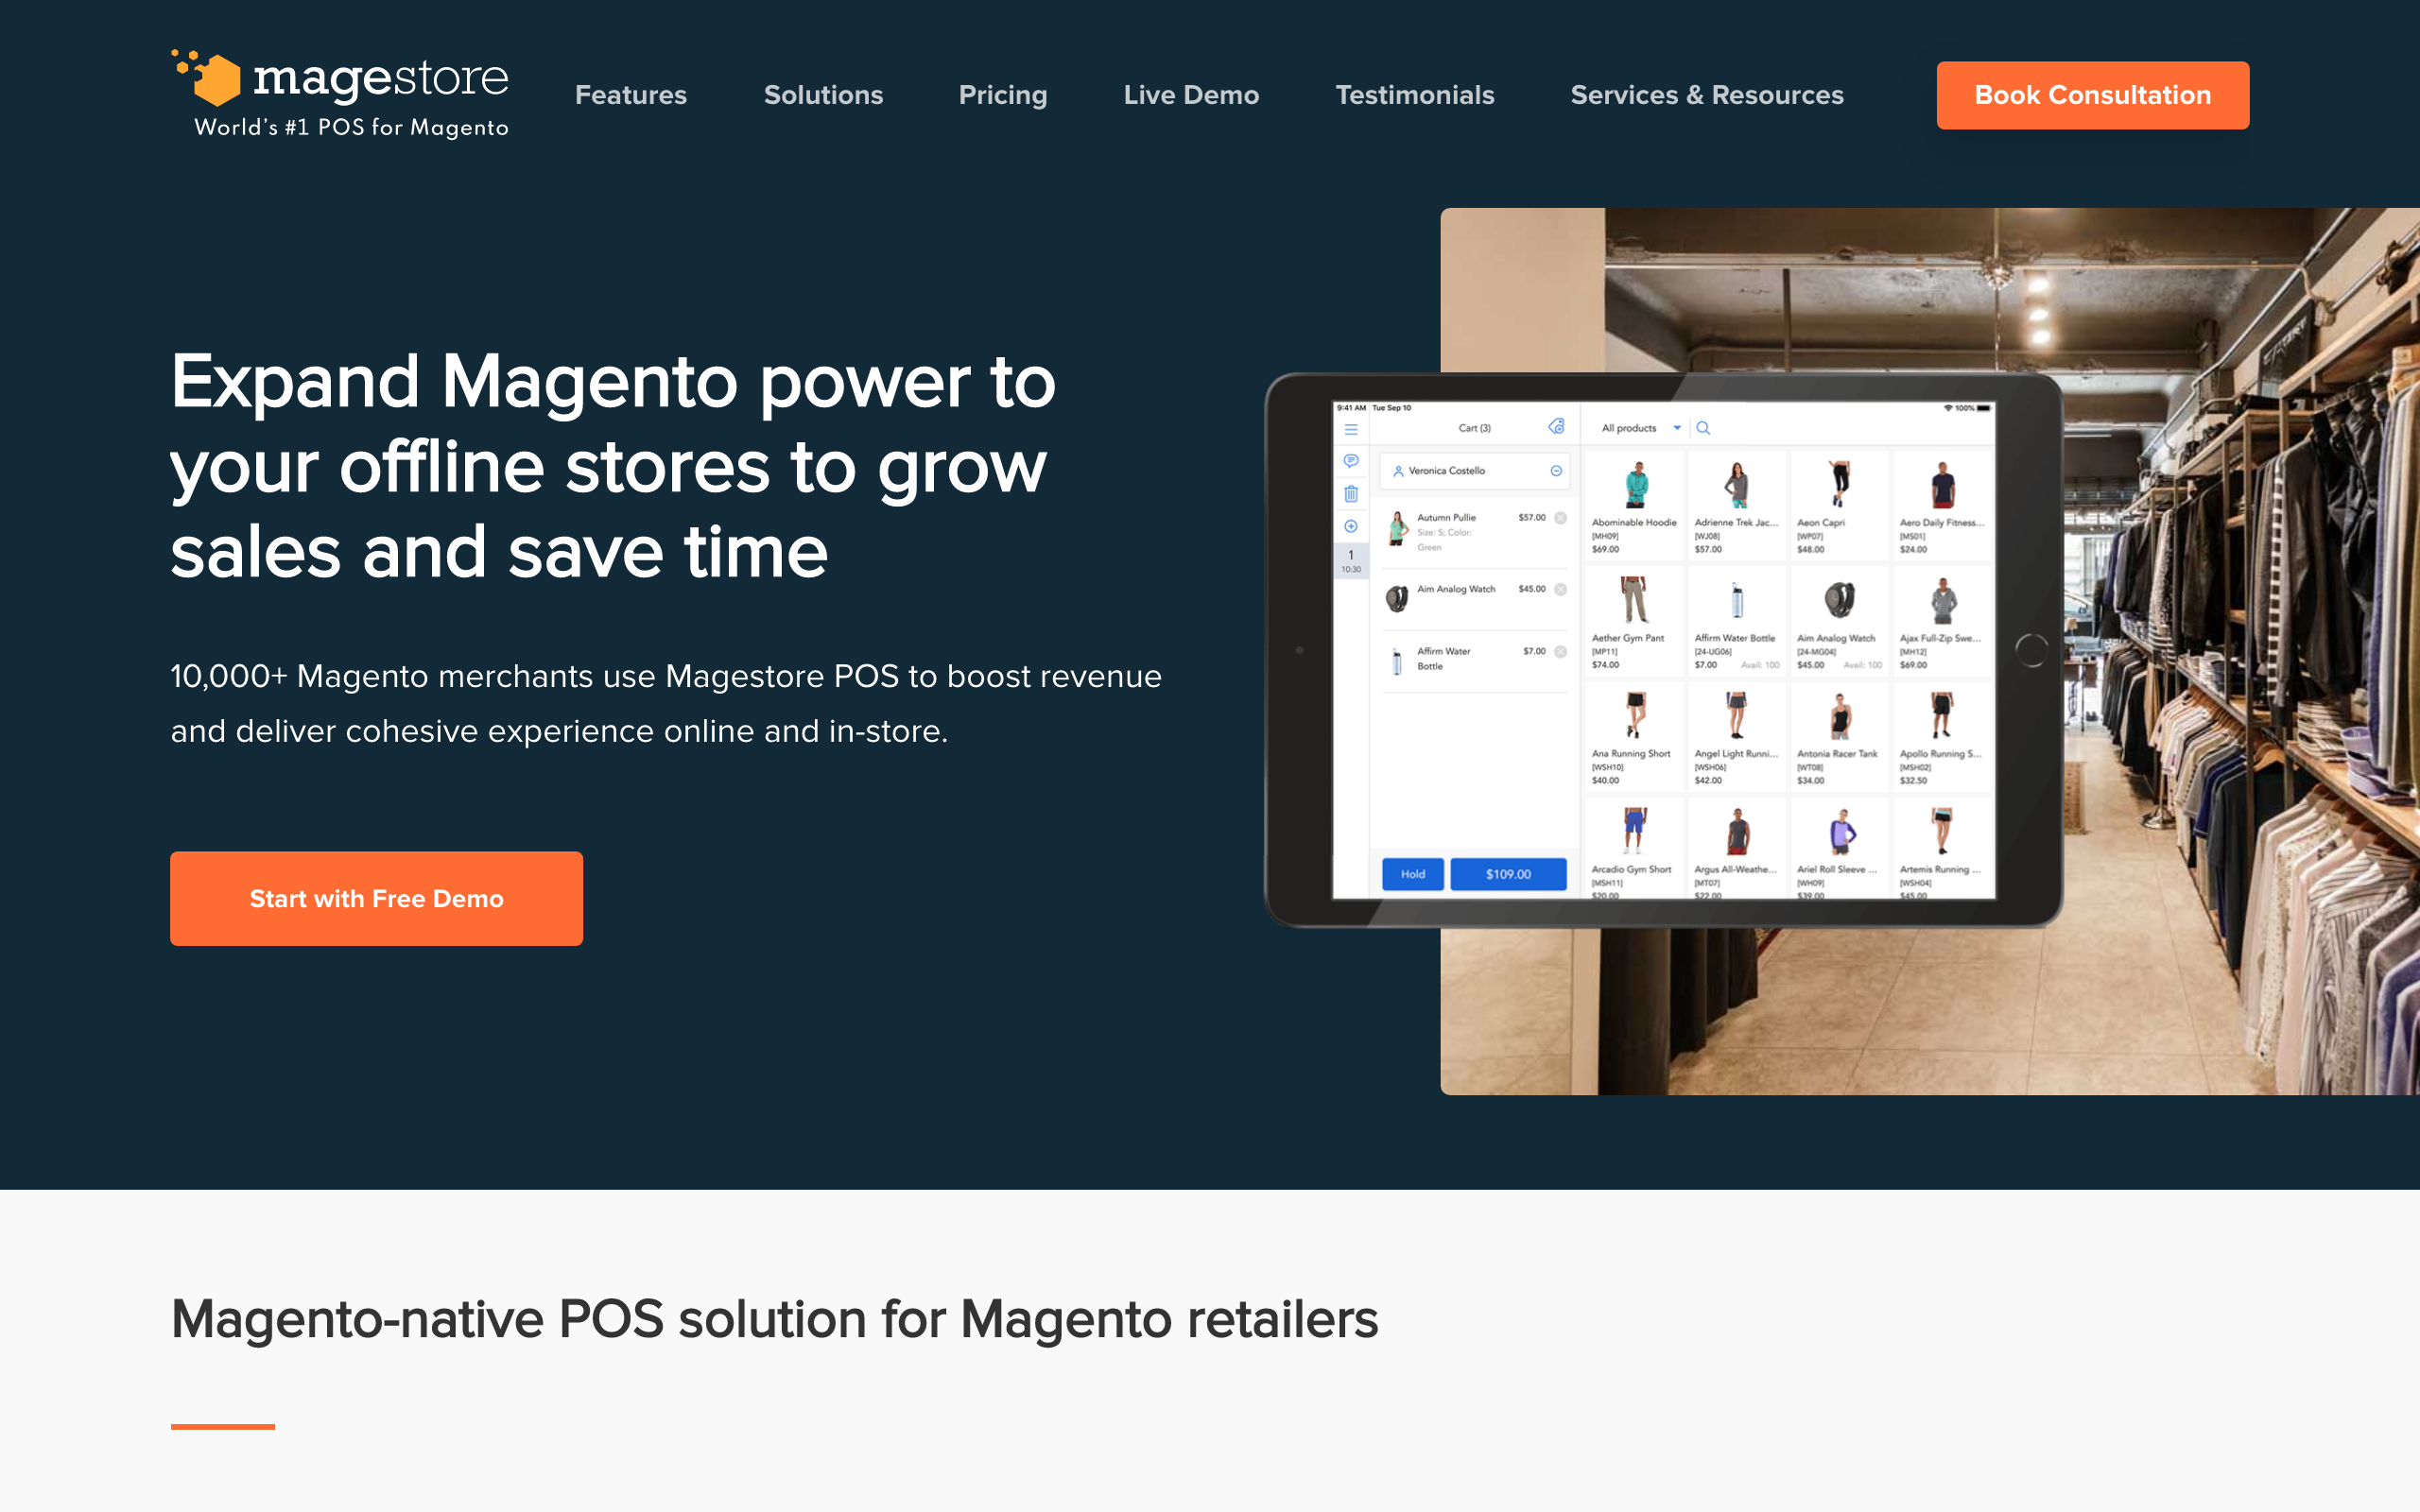 magestore
World's #1 POS for Magento
Features
Solutions
Pricing
Live Demo
Testimonials
Services & Resources
Book Consultation
Expand Magento power to
your offline stores to grow
sales and save time
10,000+ Magento merchants use Magestore POS to boost revenue
and deliver cohesive experience online and in-store.
Start with Free Demo
9:41 AM Tue Sep 10
100%
Cart (3)
All products
1
10:30
Veronica Costello
Autumn Pullie $57.00
Size: S; Color:
Green
Aim Analog Watch $45.00
Affirm Water $7.00
Bottle
Hold
$109.00
Abominable Hoodie
[MH09]
$69.00
Adrienne Trek Jac...
[WJ08]
$57.00
Aeon Capri
[WP07]
$48.00
Aero Daily Fitness...
[MS01]
$24.00
Aether Gym Pant
[MP11]
$74.00
Affirm Water Bottle
[24-UG06]
$7.00 Avail: 100
Aim Analog Watch
[24-MG04]
$45.00 Avail: 100
Ajax Full-Zip Swe...
[MH12]
$69.00
Ana Running Short
[WSH10]
$40.00
Angel Light Runni...
[WSH06]
$42.00
Antonia Racer Tank
[WT08]
$34.00
Apollo Running S...
[MSH02]
$32.50
Arcadio Gym Short
[MSH11]
$20.00
Argus All-Weathe...
[MT07]
$22.00
Ariel Roll Sleeve ...
[WH09]
$39.00
Artemis Running ...
[WSH04]
$45.00
Magento-native POS solution for Magento retailers